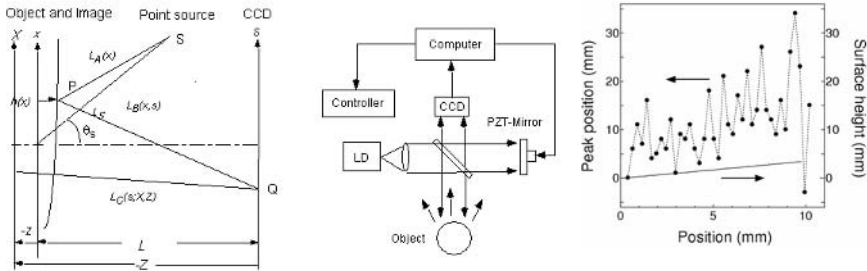 Object and Image Point source CCD
X x S s
L_A(x)
P
h(x) L_S L_B(x,s)
θ_s
Q
L_C(s;X,Z)
-z L
-Z
Computer
Controller CCD
PZT-Mirror
LD
Object
Peak position (mm)
30
20
10
0
0 5 10
Position (mm)
30
20
10
0
Surface height (mm)